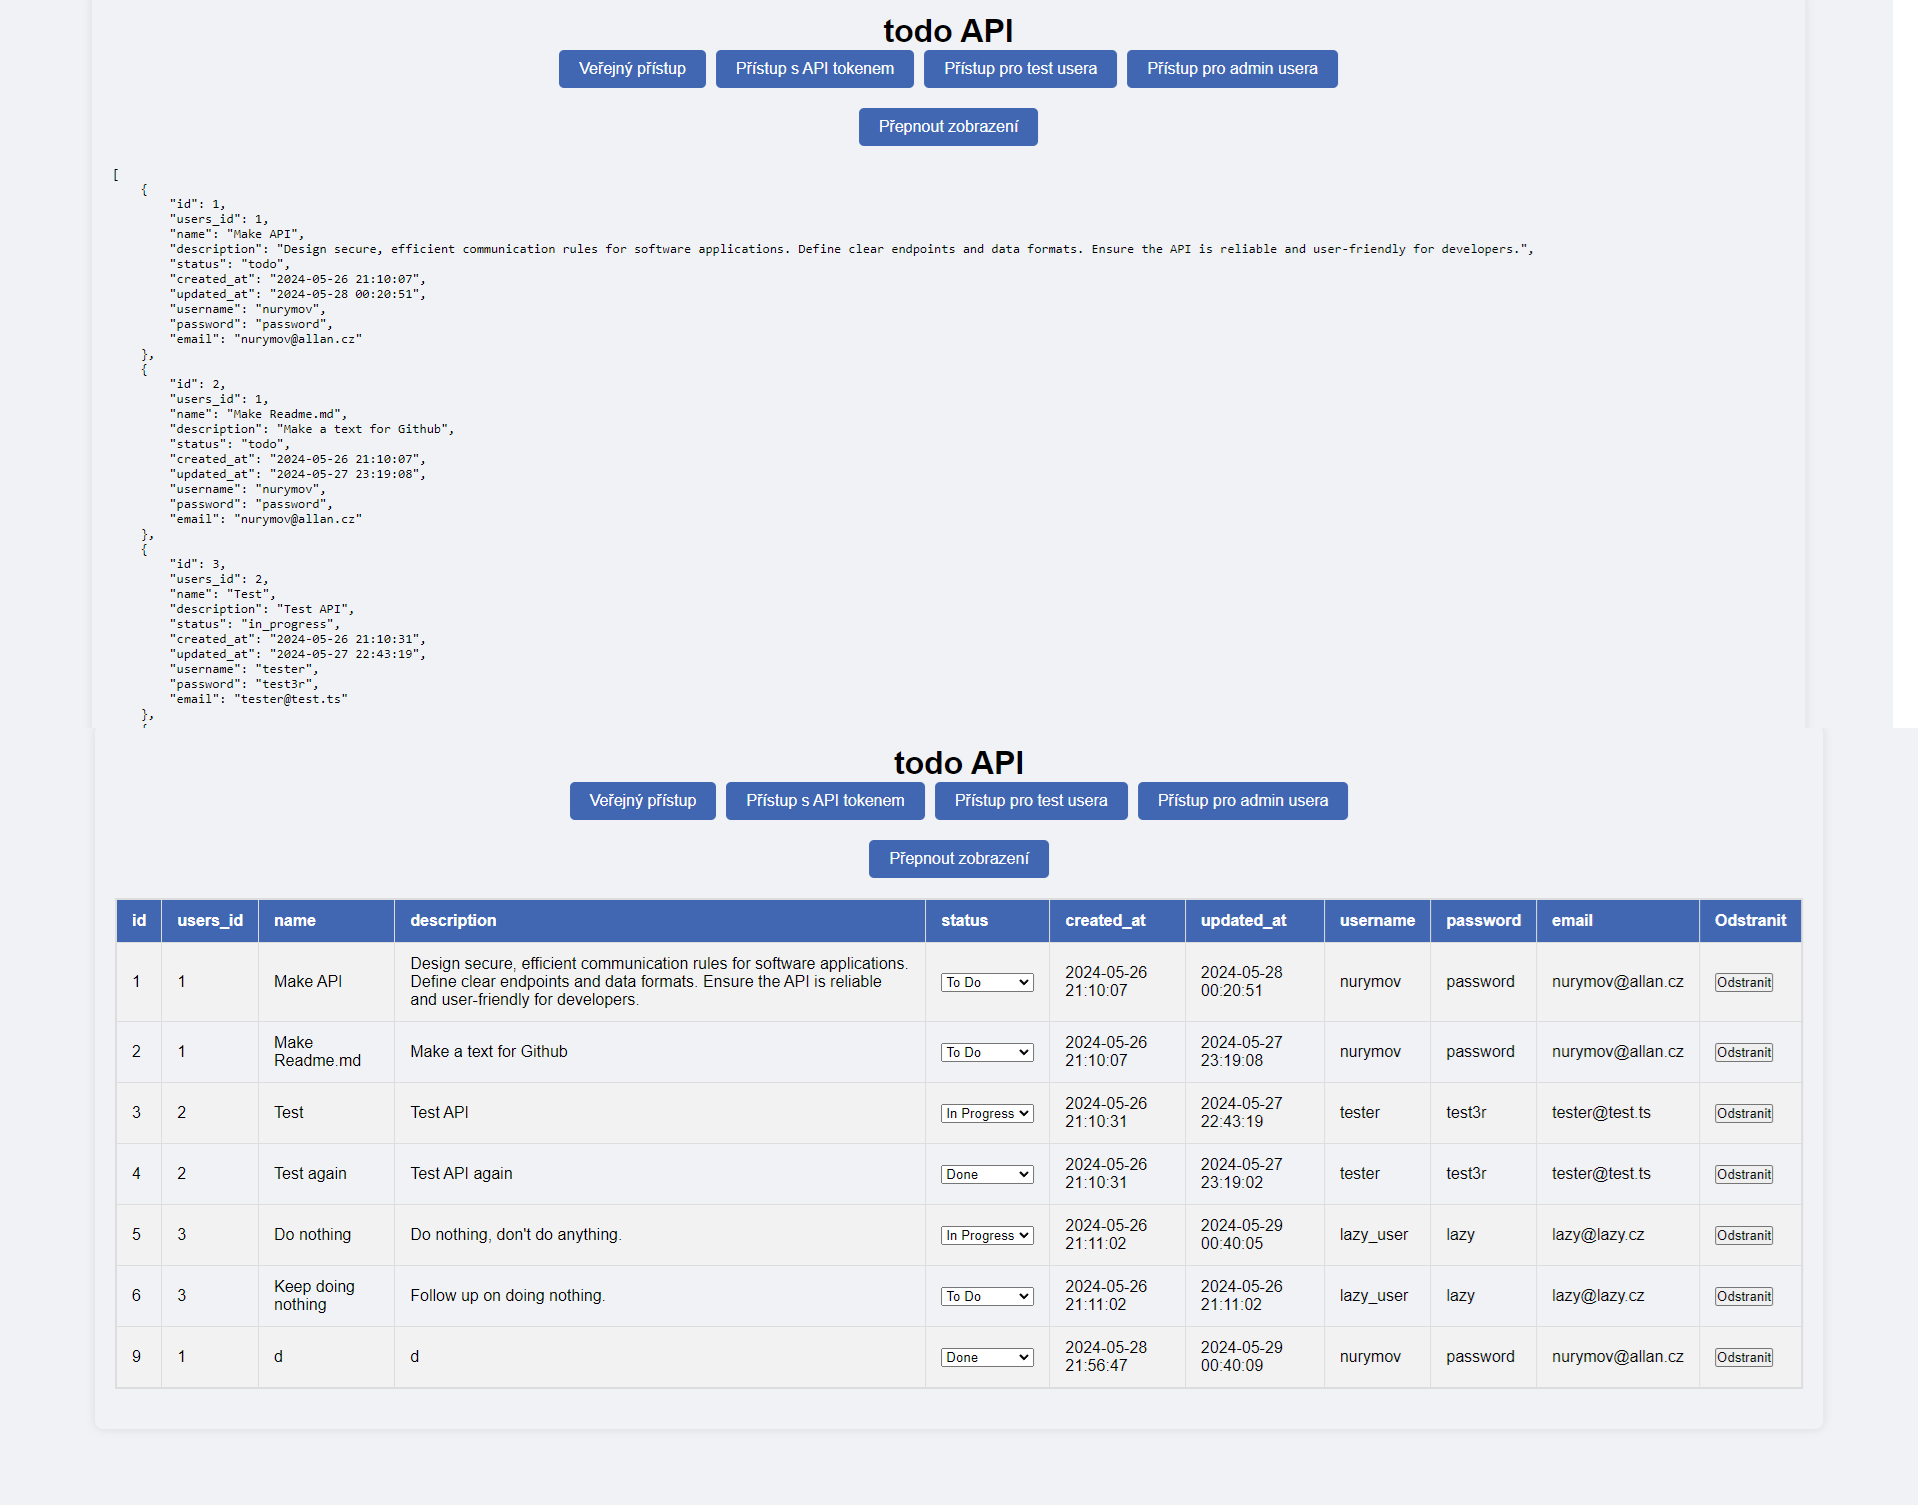 todo API
Veřejný přístup Přístup s API tokenem Přístup pro test usera Přístup pro admin usera
Přepnout zobrazení
[
{
"id": 1,
"users_id": 1,
"name": "Make API",
"description": "Design secure, efficient communication rules for software applications. Define clear endpoints and data formats. Ensure the API is reliable and user-friendly for developers.",
"status": "todo",
"created_at": "2024-05-26 21:10:07",
"updated_at": "2024-05-28 00:20:51",
"username": "nurymov",
"password": "password",
"email": "nurymov@allan.cz"
},
{
"id": 2,
"users_id": 1,
"name": "Make Readme.md",
"description": "Make a text for Github",
"status": "todo",
"created_at": "2024-05-26 21:10:07",
"updated_at": "2024-05-27 23:19:08",
"username": "nurymov",
"password": "password",
"email": "nurymov@allan.cz"
},
{
"id": 3,
"users_id": 2,
"name": "Test",
"description": "Test API",
"status": "in_progress",
"created_at": "2024-05-26 21:10:31",
"updated_at": "2024-05-27 22:43:19",
"username": "tester",
"password": "test3r",
"email": "tester@test.ts"
},
{
todo API
Veřejný přístup Přístup s API tokenem Přístup pro test usera Přístup pro admin usera
Přepnout zobrazení
id users_id name description status created_at updated_at username password email Odstranit
1 1 Make API Design secure, efficient communication rules for software applications.
Define clear endpoints and data formats. Ensure the API is reliable
and user-friendly for developers. To Do 2024-05-26
21:10:07 2024-05-28
00:20:51 nurymov password nurymov@allan.cz Odstranit
2 1 Make
Readme.md Make a text for Github To Do 2024-05-26
21:10:07 2024-05-27
23:19:08 nurymov password nurymov@allan.cz Odstranit
3 2 Test Test API In Progress 2024-05-26
21:10:31 2024-05-27
22:43:19 tester test3r tester@test.ts Odstranit
4 2 Test again Test API again Done 2024-05-26
21:10:31 2024-05-27
23:19:02 tester test3r tester@test.ts Odstranit
5 3 Do nothing Do nothing, don't do anything. In Progress 2024-05-26
21:11:02 2024-05-29
00:40:05 lazy_user lazy lazy@lazy.cz Odstranit
6 3 Keep doing
nothing Follow up on doing nothing. To Do 2024-05-26
21:11:02 2024-05-26
21:11:02 lazy_user lazy lazy@lazy.cz Odstranit
9 1 d d Done 2024-05-28
21:56:47 2024-05-29
00:40:09 nurymov password nurymov@allan.cz Odstranit